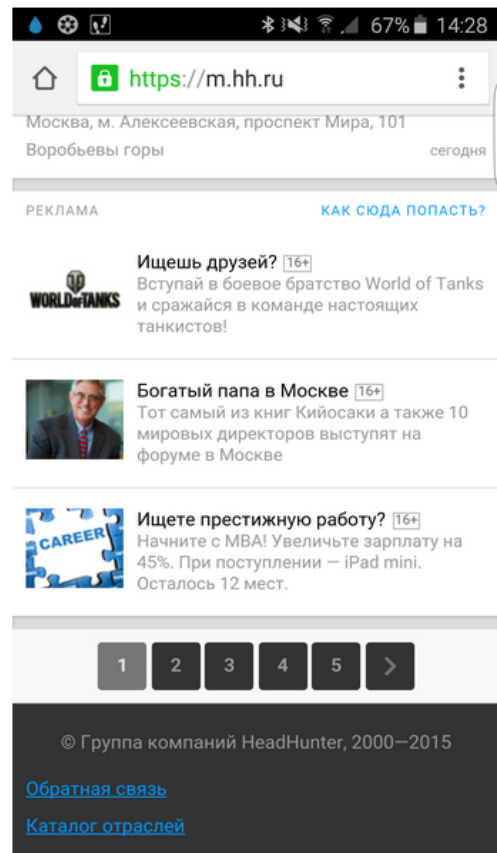 67% 14:28
https://m.hh.ru
Москва, м. Алексеевская, проспект Мира, 101
Воробьевы горы сегодня
РЕКЛАМА КАК СЮДА ПОПАСТЬ?
WORLD OF TANKS
Ищешь друзей? 16+
Вступай в боевое братство World of Tanks
и сражайся в команде настоящих
танкистов!
Богатый папа в Москве 16+
Тот самый из книг Кийосаки а также 10
мировых директоров выступят на
форуме в Москве
CAREER
Ищете престижную работу? 16+
Начните с MBA! Увеличьте зарплату на
45%. При поступлении — iPad mini.
Осталось 12 мест.
1 2 3 4 5
© Группа компаний HeadHunter, 2000—2015
Обратная связь
Каталог отраслей